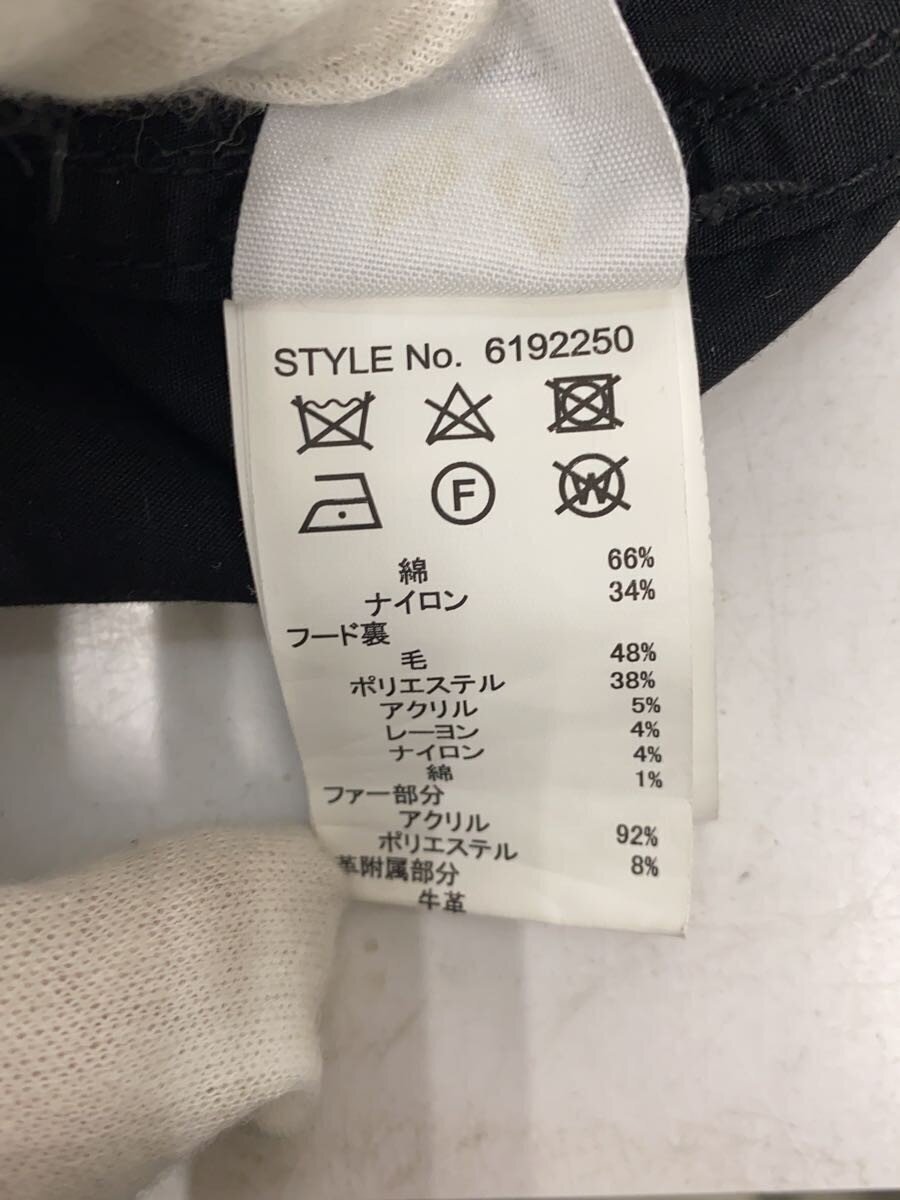 STYLE No. 6192250
F W
綿 66%
ナイロン 34%
フード裏
毛 48%
ポリエステル 38%
アクリル 5%
レーヨン 4%
ナイロン 4%
綿 1%
ファー部分
アクリル 92%
ポリエステル 8%
革附属部分
牛革